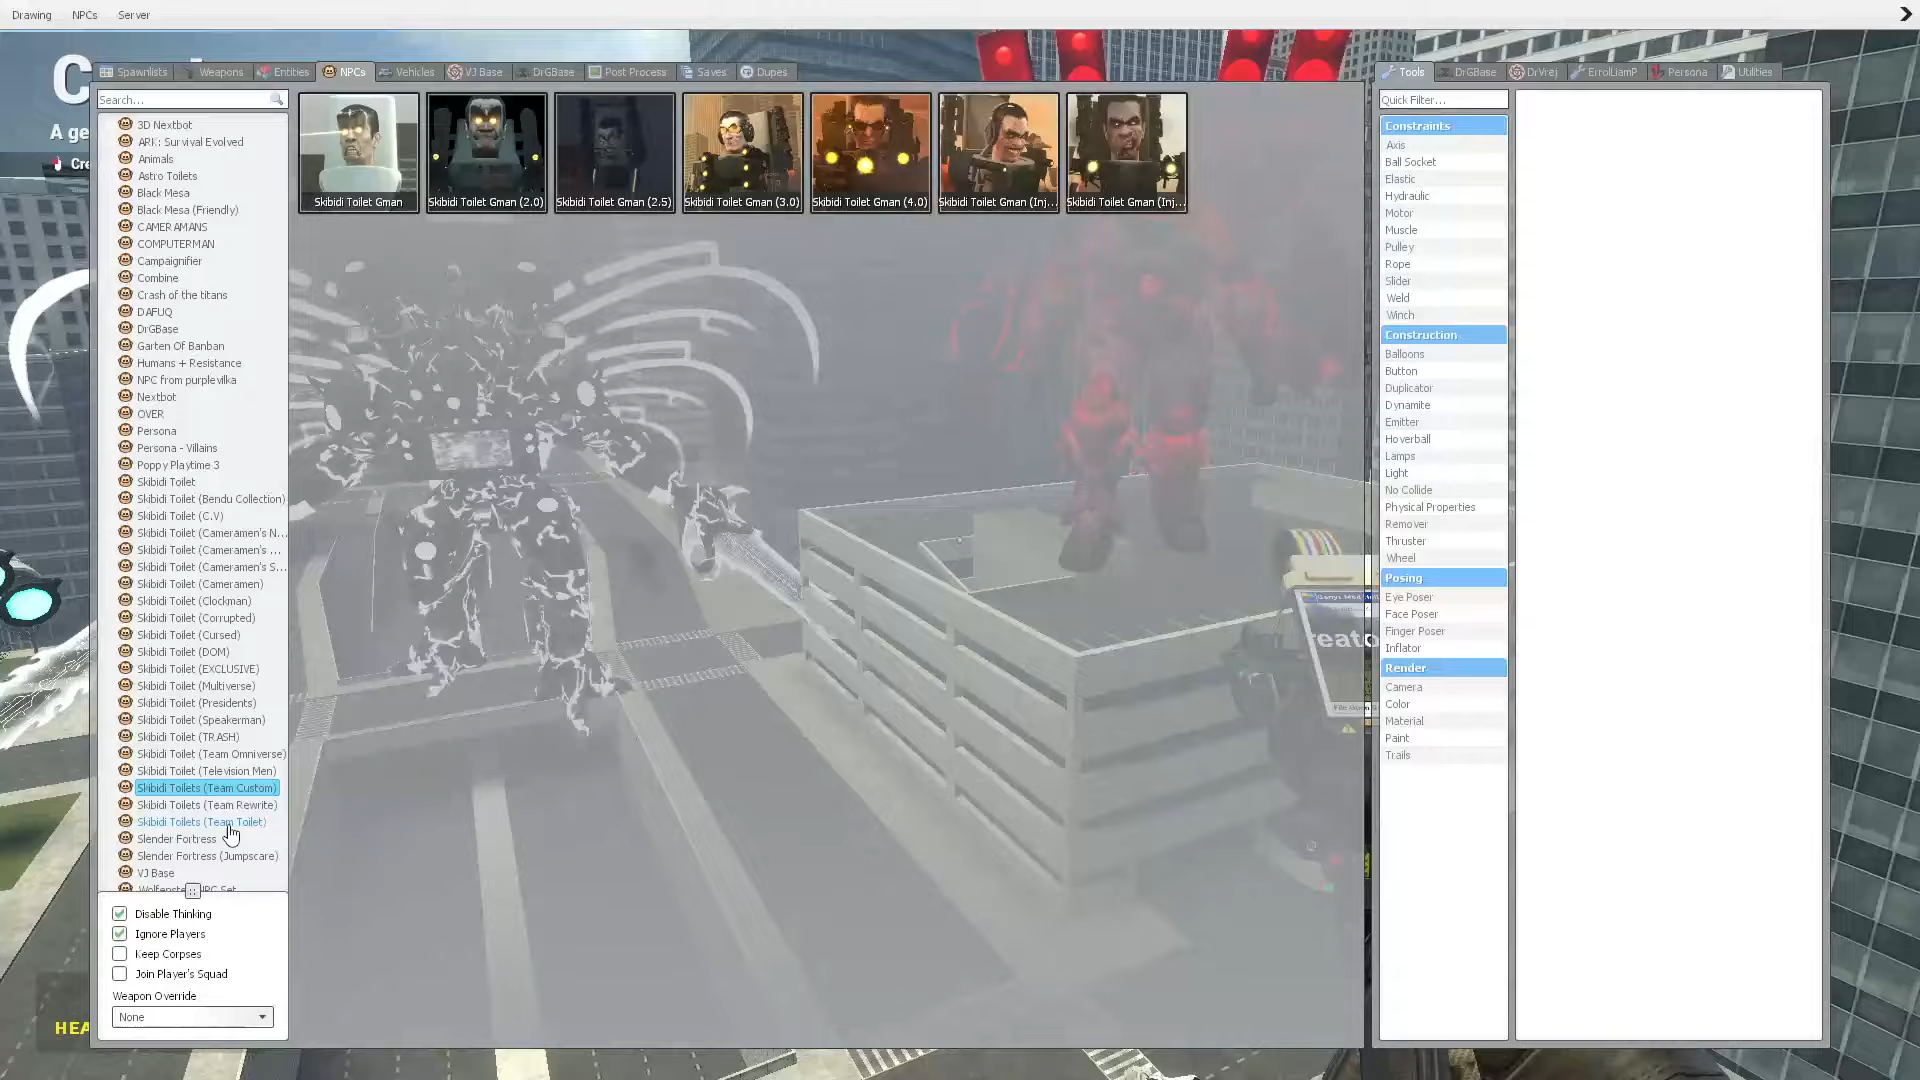 Drawing NPCs Server
Spawnlists Weapons Entities NPCs Vehicles VJ Base DrGBase Post Process Saves Dupes
Tools DrGBase DrVrej ErrolLiamP Persona Utilities
C
A ge
Cre
Search...
3D Nextbot
ARK: Survival Evolved
Animals
Astro Toilets
Black Mesa
Black Mesa (Friendly)
CAMERAMANS
COMPUTERMAN
Campaignifier
Combine
Crash of the titans
DAFUQ
DrGBase
Garten Of Banban
Humans + Resistance
NPC from purplevilka
Nextbot
OVER
Persona
Persona - Villains
Poppy Playtime 3
Skibidi Toilet
Skibidi Toilet (Bendu Collection)
Skibidi Toilet (C.V)
Skibidi Toilet (Cameramen's N...
Skibidi Toilet (Cameramen's ...
Skibidi Toilet (Cameramen's S...
Skibidi Toilet (Cameramen)
Skibidi Toilet (Clockman)
Skibidi Toilet (Corrupted)
Skibidi Toilet (Cursed)
Skibidi Toilet (DOM)
Skibidi Toilet (EXCLUSIVE)
Skibidi Toilet (Multiverse)
Skibidi Toilet (Presidents)
Skibidi Toilet (Speakerman)
Skibidi Toilet (TRASH)
Skibidi Toilet (Team Omniverse)
Skibidi Toilet (Television Men)
Skibidi Toilets (Team Custom)
Skibidi Toilets (Team Rewrite)
Skibidi Toilets (Team Toilet)
Slender Fortress
Slender Fortress (Jumpscare)
VJ Base
Disable Thinking
Ignore Players
Keep Corpses
Join Player's Squad
Weapon Override
None
HEA
Skibidi Toilet Gman
Skibidi Toilet Gman (2.0)
Skibidi Toilet Gman (2.5)
Skibidi Toilet Gman (3.0)
Skibidi Toilet Gman (4.0)
Skibidi Toilet Gman (Inj...
Skibidi Toilet Gman (Inj...
reato
Quick Filter...
Constraints
Axis
Ball Socket
Elastic
Hydraulic
Motor
Muscle
Pulley
Rope
Slider
Weld
Winch
Construction
Balloons
Button
Duplicator
Dynamite
Emitter
Hoverball
Lamps
Light
No Collide
Physical Properties
Remover
Thruster
Wheel
Posing
Eye Poser
Face Poser
Finger Poser
Inflator
Render
Camera
Color
Material
Paint
Trails